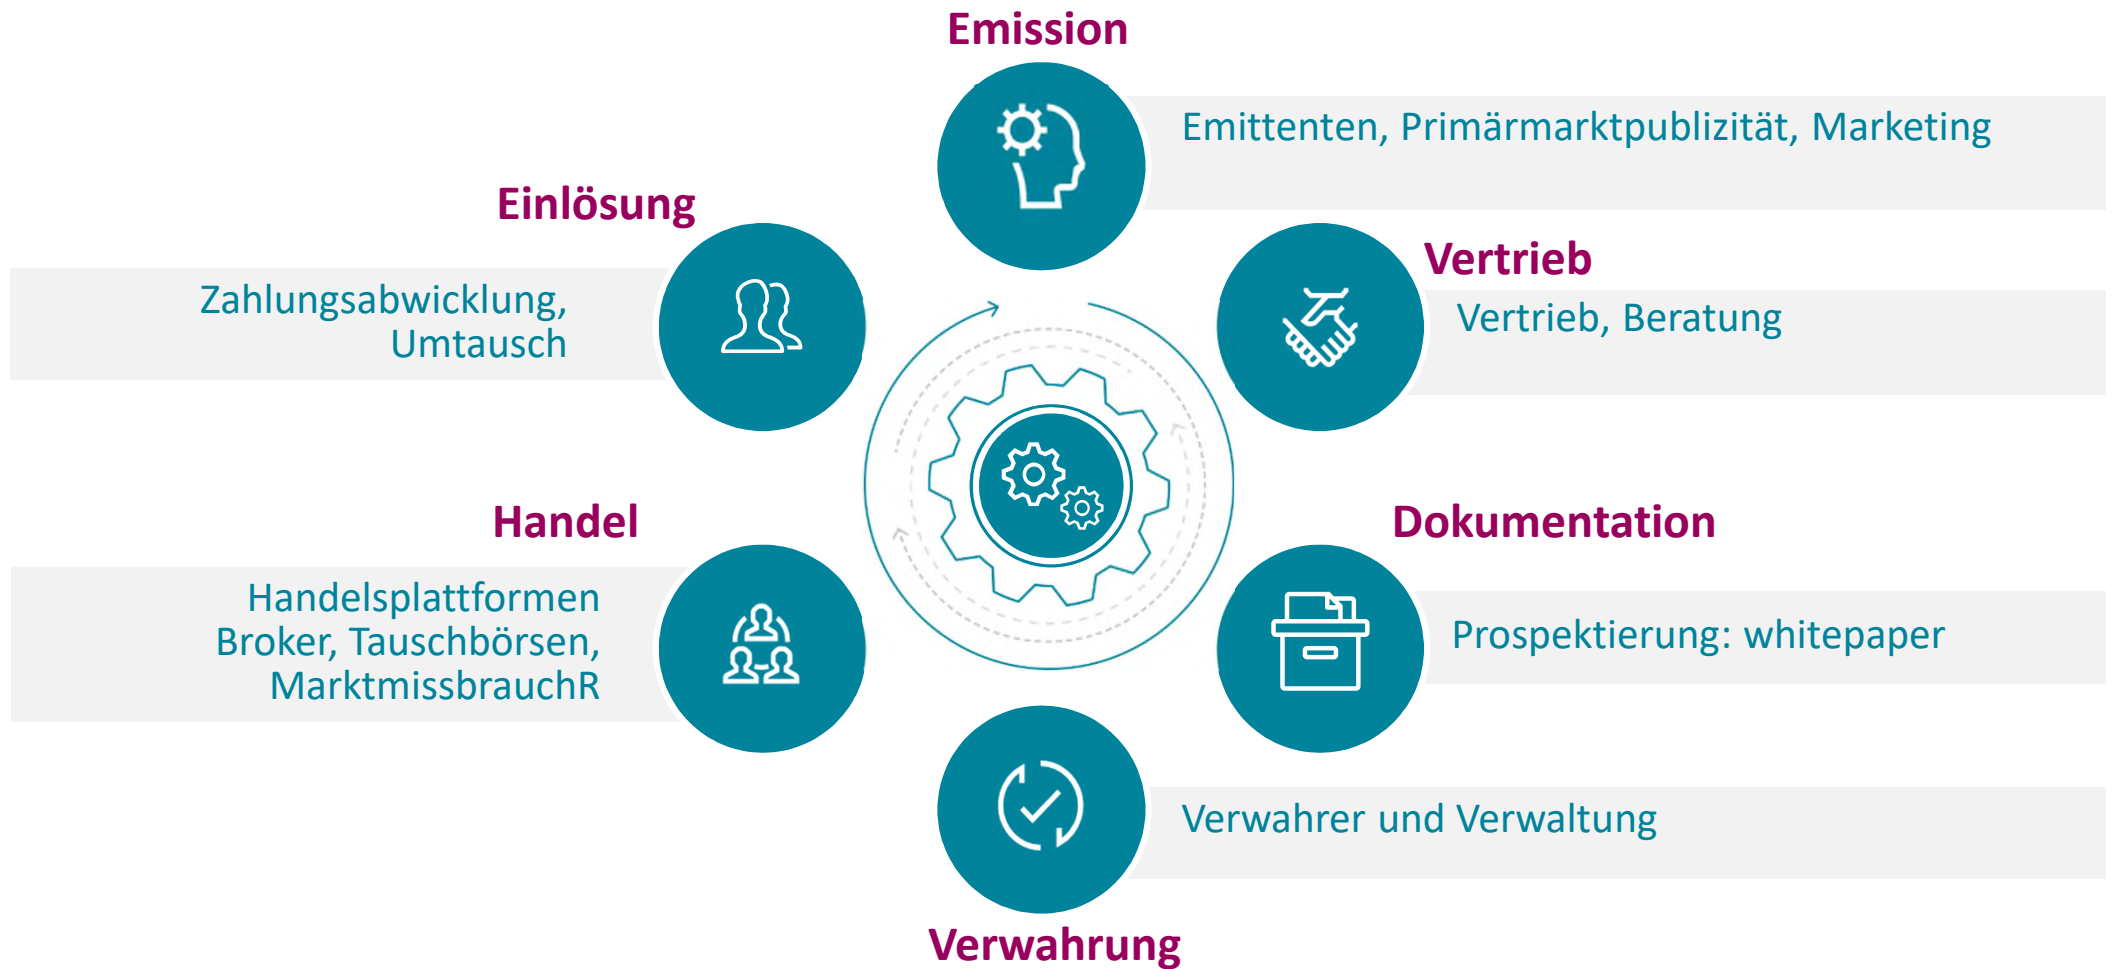 Emission
Emittenten, Primärmarktpublizität, Marketing
Vertrieb
Vertrieb, Beratung
Dokumentation
Prospektierung: whitepaper
Verwahrung
Verwahrer und Verwaltung
Handel
Handelsplattformen
Broker, Tauschbörsen,
MarktmissbrauchR
Einlösung
Zahlungsabwicklung,
Umtausch